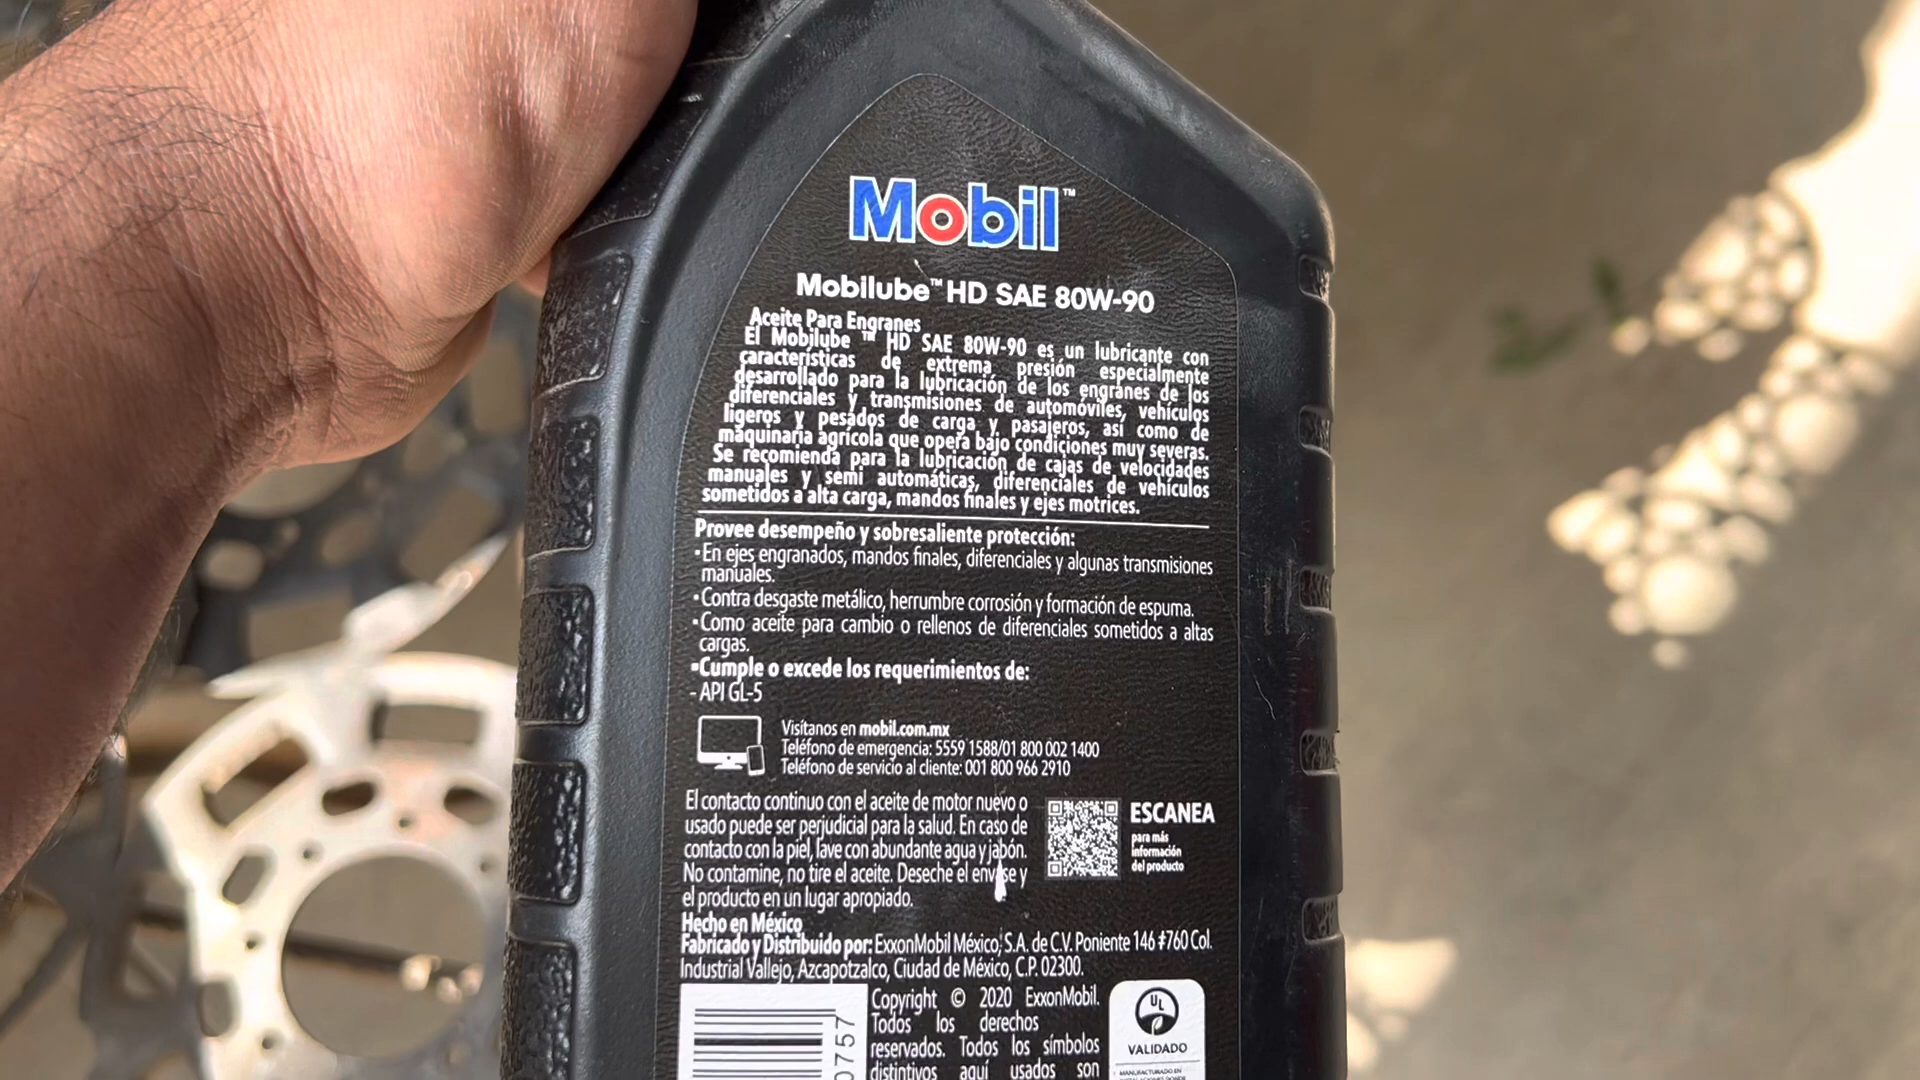 Mobil™
Mobilube™ HD SAE 80W-90
Aceite Para Engranes
El Mobilube ™ HD SAE 80W-90 es un lubricante con
características de extrema presión especialmente
desarrollado para la lubricación de los engranes de los
diferenciales y transmisiones de automóviles, vehículos
ligeros y pesados de carga y pasajeros, así como de
maquinaria agrícola que opera bajo condiciones muy severas.
Se recomienda para la lubricación de cajas de velocidades
manuales y semi automáticas, diferenciales de vehículos
sometidos a alta carga, mandos finales y ejes motrices.
Provee desempeño y sobresaliente protección:
•En ejes engranados, mandos finales, diferenciales y algunas transmisiones
manuales.
•Contra desgaste metálico, herrumbre corrosión y formación de espuma.
•Como aceite para cambio o rellenos de diferenciales sometidos a altas
cargas.
▪Cumple o excede los requerimientos de:
- API GL-5
Visítanos en mobil.com.mx
Teléfono de emergencia: 5559 1588/01 800 002 1400
Teléfono de servicio al cliente: 001 800 966 2910
El contacto continuo con el aceite de motor nuevo o
usado puede ser perjudicial para la salud. En caso de
contacto con la piel, lave con abundante agua y jabón.
No contamine, no tire el aceite. Deseche el envase y
el producto en un lugar apropiado.
ESCANEA
para más
información
del producto
Hecho en México
Fabricado y Distribuido por: ExxonMobil México, S.A. de C.V. Poniente 146 #760 Col.
Industrial Vallejo, Azcapotzalco, Ciudad de México, C.P. 02300.
0757
Copyright © 2020 ExxonMobil.
Todos los derechos
reservados. Todos los símbolos
distintivos aquí usados son
UL
VALIDADO
MANUFACTURADO EN